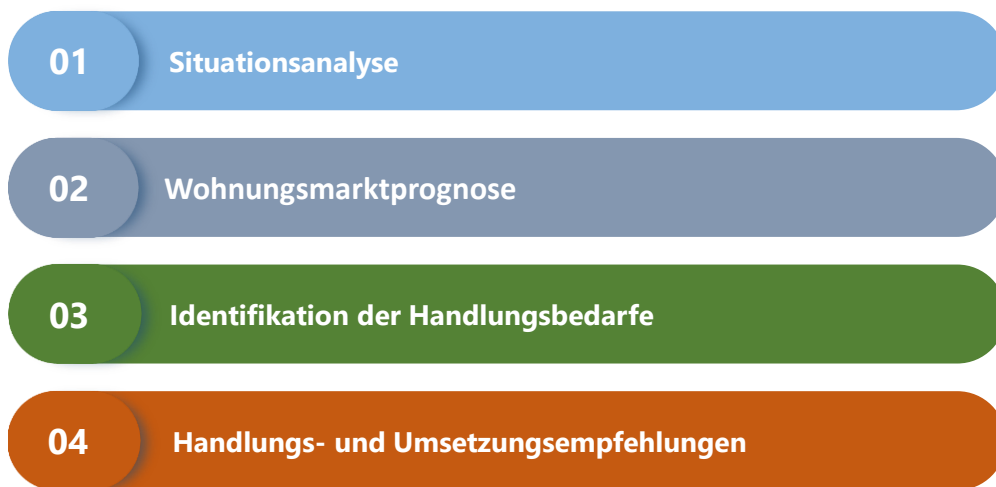 01 Situationsanalyse
02 Wohnungsmarktprognose
03 Identifikation der Handlungsbedarfe
04 Handlungs- und Umsetzungsempfehlungen